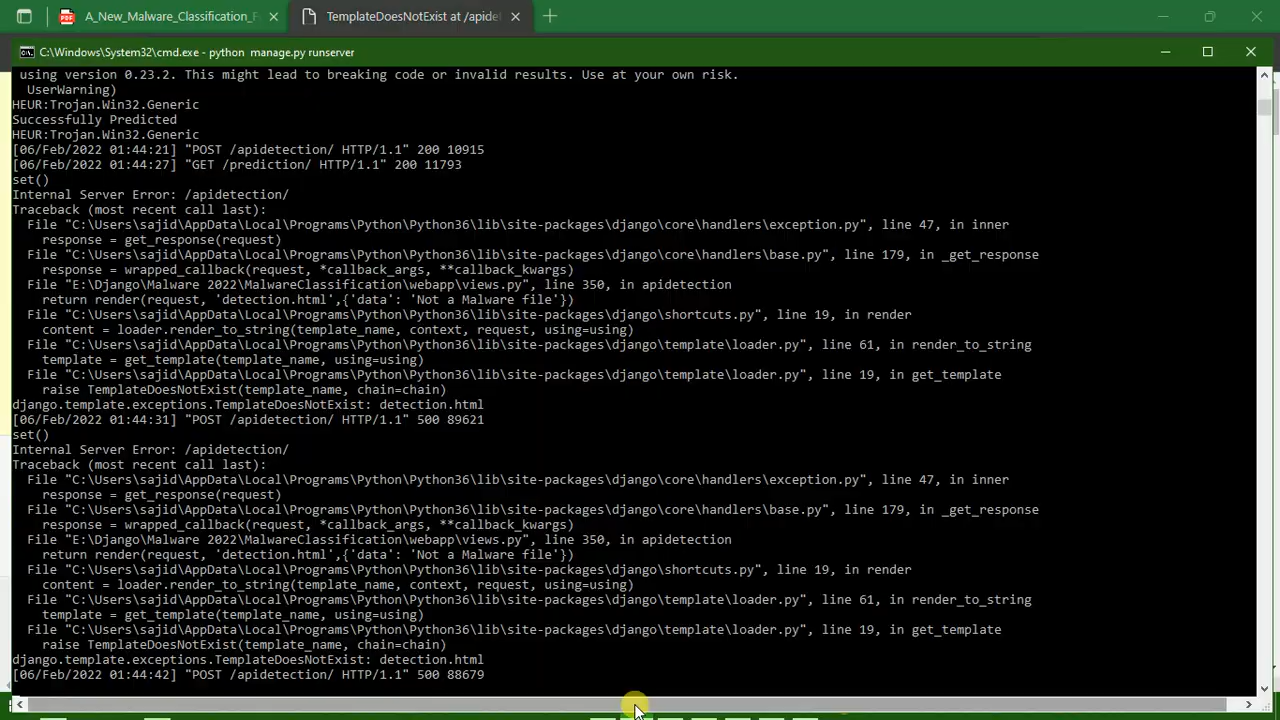 A_New_Malware_Classification_F
TemplateDoesNotExist at /apidet
C:\Windows\System32\cmd.exe - python  manage.py runserver
using version 0.23.2. This might lead to breaking code or invalid results. Use at your own risk.
UserWarning)
HEUR:Trojan.Win32.Generic
Successfully Predicted
HEUR:Trojan.Win32.Generic
[06/Feb/2022 01:44:21] "POST /apidetection/ HTTP/1.1" 200 10915
[06/Feb/2022 01:44:27] "GET /prediction/ HTTP/1.1" 200 11793
set()
Internal Server Error: /apidetection/
Traceback (most recent call last):
File "C:\Users\sajid\AppData\Local\Programs\Python\Python36\lib\site-packages\django\core\handlers\exception.py", line 47, in inner
response = get_response(request)
File "C:\Users\sajid\AppData\Local\Programs\Python\Python36\lib\site-packages\django\core\handlers\base.py", line 179, in _get_response
response = wrapped_callback(request, *callback_args, **callback_kwargs)
File "E:\Django\Malware 2022\MalwareClassification\webapp\views.py", line 350, in apidetection
return render(request, 'detection.html',{'data': 'Not a Malware file'})
File "C:\Users\sajid\AppData\Local\Programs\Python\Python36\lib\site-packages\django\shortcuts.py", line 19, in render
content = loader.render_to_string(template_name, context, request, using=using)
File "C:\Users\sajid\AppData\Local\Programs\Python\Python36\lib\site-packages\django\template\loader.py", line 61, in render_to_string
template = get_template(template_name, using=using)
File "C:\Users\sajid\AppData\Local\Programs\Python\Python36\lib\site-packages\django\template\loader.py", line 19, in get_template
raise TemplateDoesNotExist(template_name, chain=chain)
django.template.exceptions.TemplateDoesNotExist: detection.html
[06/Feb/2022 01:44:31] "POST /apidetection/ HTTP/1.1" 500 89621
set()
Internal Server Error: /apidetection/
Traceback (most recent call last):
File "C:\Users\sajid\AppData\Local\Programs\Python\Python36\lib\site-packages\django\core\handlers\exception.py", line 47, in inner
response = get_response(request)
File "C:\Users\sajid\AppData\Local\Programs\Python\Python36\lib\site-packages\django\core\handlers\base.py", line 179, in _get_response
response = wrapped_callback(request, *callback_args, **callback_kwargs)
File "E:\Django\Malware 2022\MalwareClassification\webapp\views.py", line 350, in apidetection
return render(request, 'detection.html',{'data': 'Not a Malware file'})
File "C:\Users\sajid\AppData\Local\Programs\Python\Python36\lib\site-packages\django\shortcuts.py", line 19, in render
content = loader.render_to_string(template_name, context, request, using=using)
File "C:\Users\sajid\AppData\Local\Programs\Python\Python36\lib\site-packages\django\template\loader.py", line 61, in render_to_string
template = get_template(template_name, using=using)
File "C:\Users\sajid\AppData\Local\Programs\Python\Python36\lib\site-packages\django\template\loader.py", line 19, in get_template
raise TemplateDoesNotExist(template_name, chain=chain)
django.template.exceptions.TemplateDoesNotExist: detection.html
[06/Feb/2022 01:44:42] "POST /apidetection/ HTTP/1.1" 500 88679